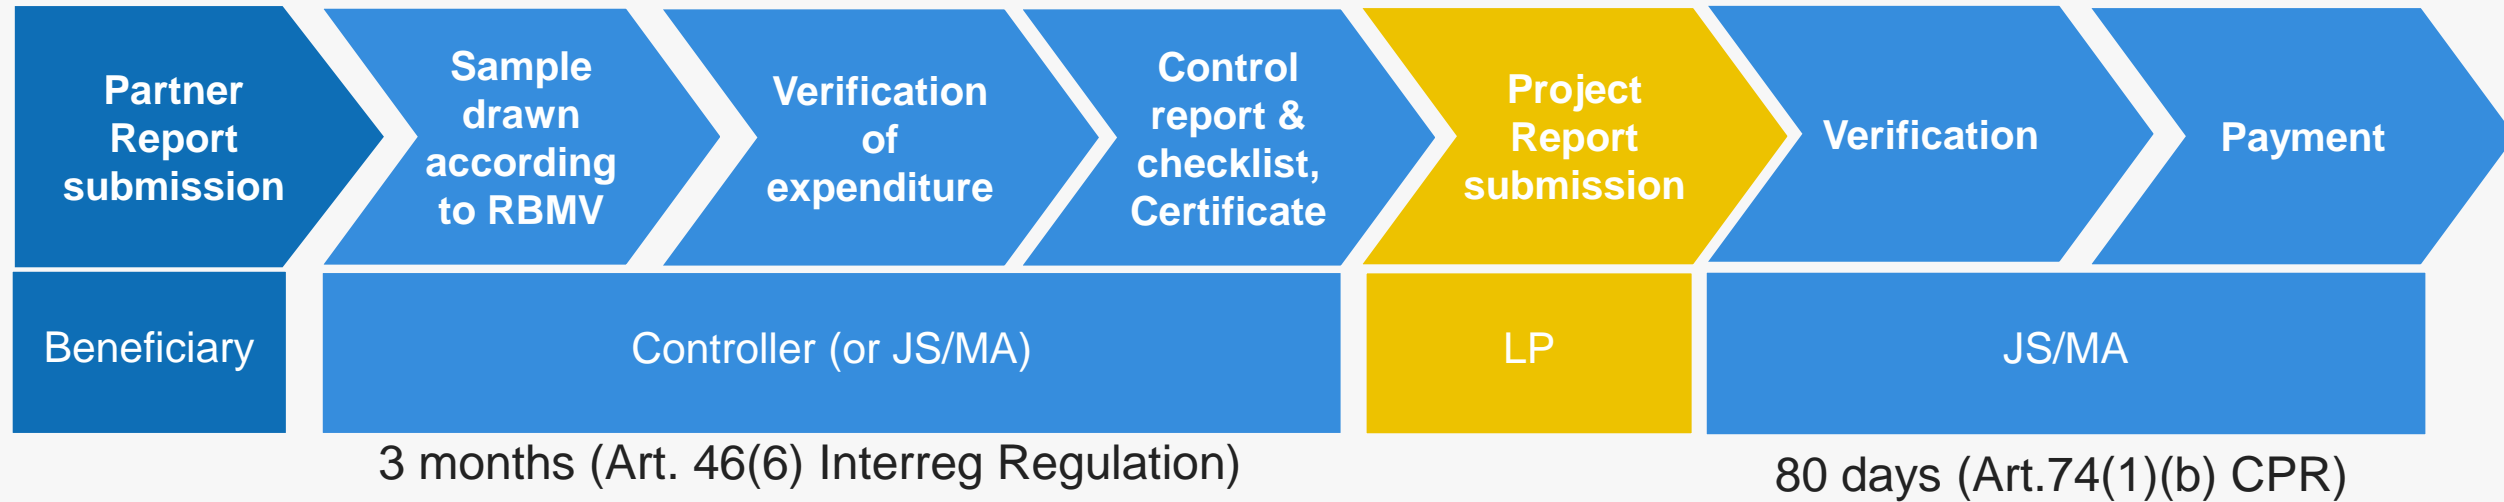 Partner
Report
submission
Sample
drawn
according
to RBMV
Verification
of
expenditure
Control
report &
checklist,
Certificate
Project
Report
submission
Verification
Payment
Beneficiary
Controller (or JS/MA)
LP
JS/MA
3 months (Art. 46(6) Interreg Regulation)
80 days (Art.74(1)(b) CPR)